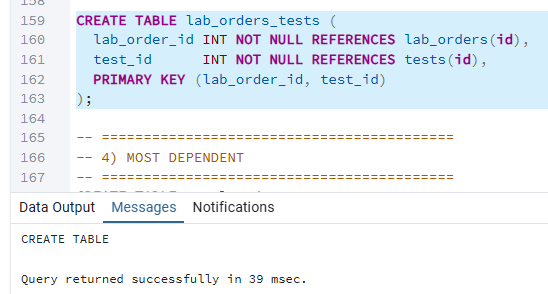 159 CREATE TABLE lab_orders_tests (
160 lab_order_id INT NOT NULL REFERENCES lab_orders(id),
161 test_id INT NOT NULL REFERENCES tests(id),
162 PRIMARY KEY (lab_order_id, test_id)
163 );
164
165 -- ==========================================
166 -- 4) MOST DEPENDENT
167 -- ==========================================
Data Output Messages Notifications
CREATE TABLE
Query returned successfully in 39 msec.